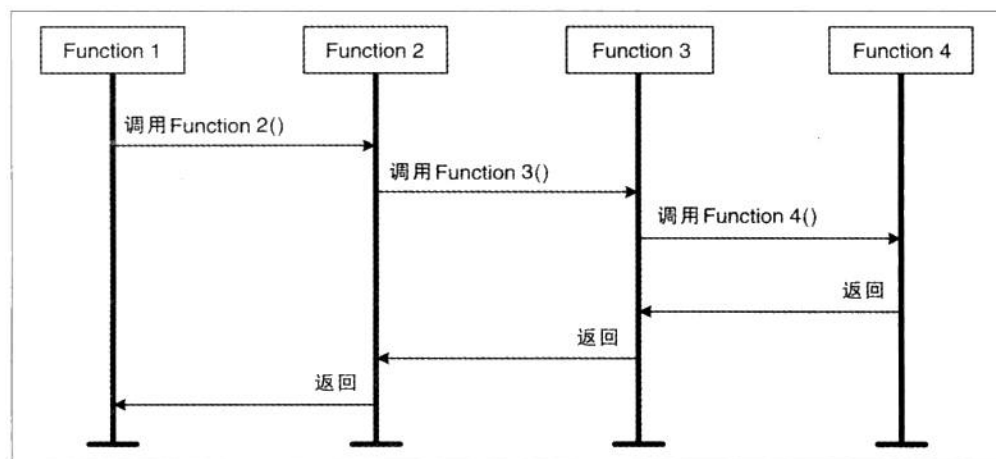 Function 1
Function 2
Function 3
Function 4
调用Function 2()
调用Function 3()
调用Function 4()
返回
返回
返回